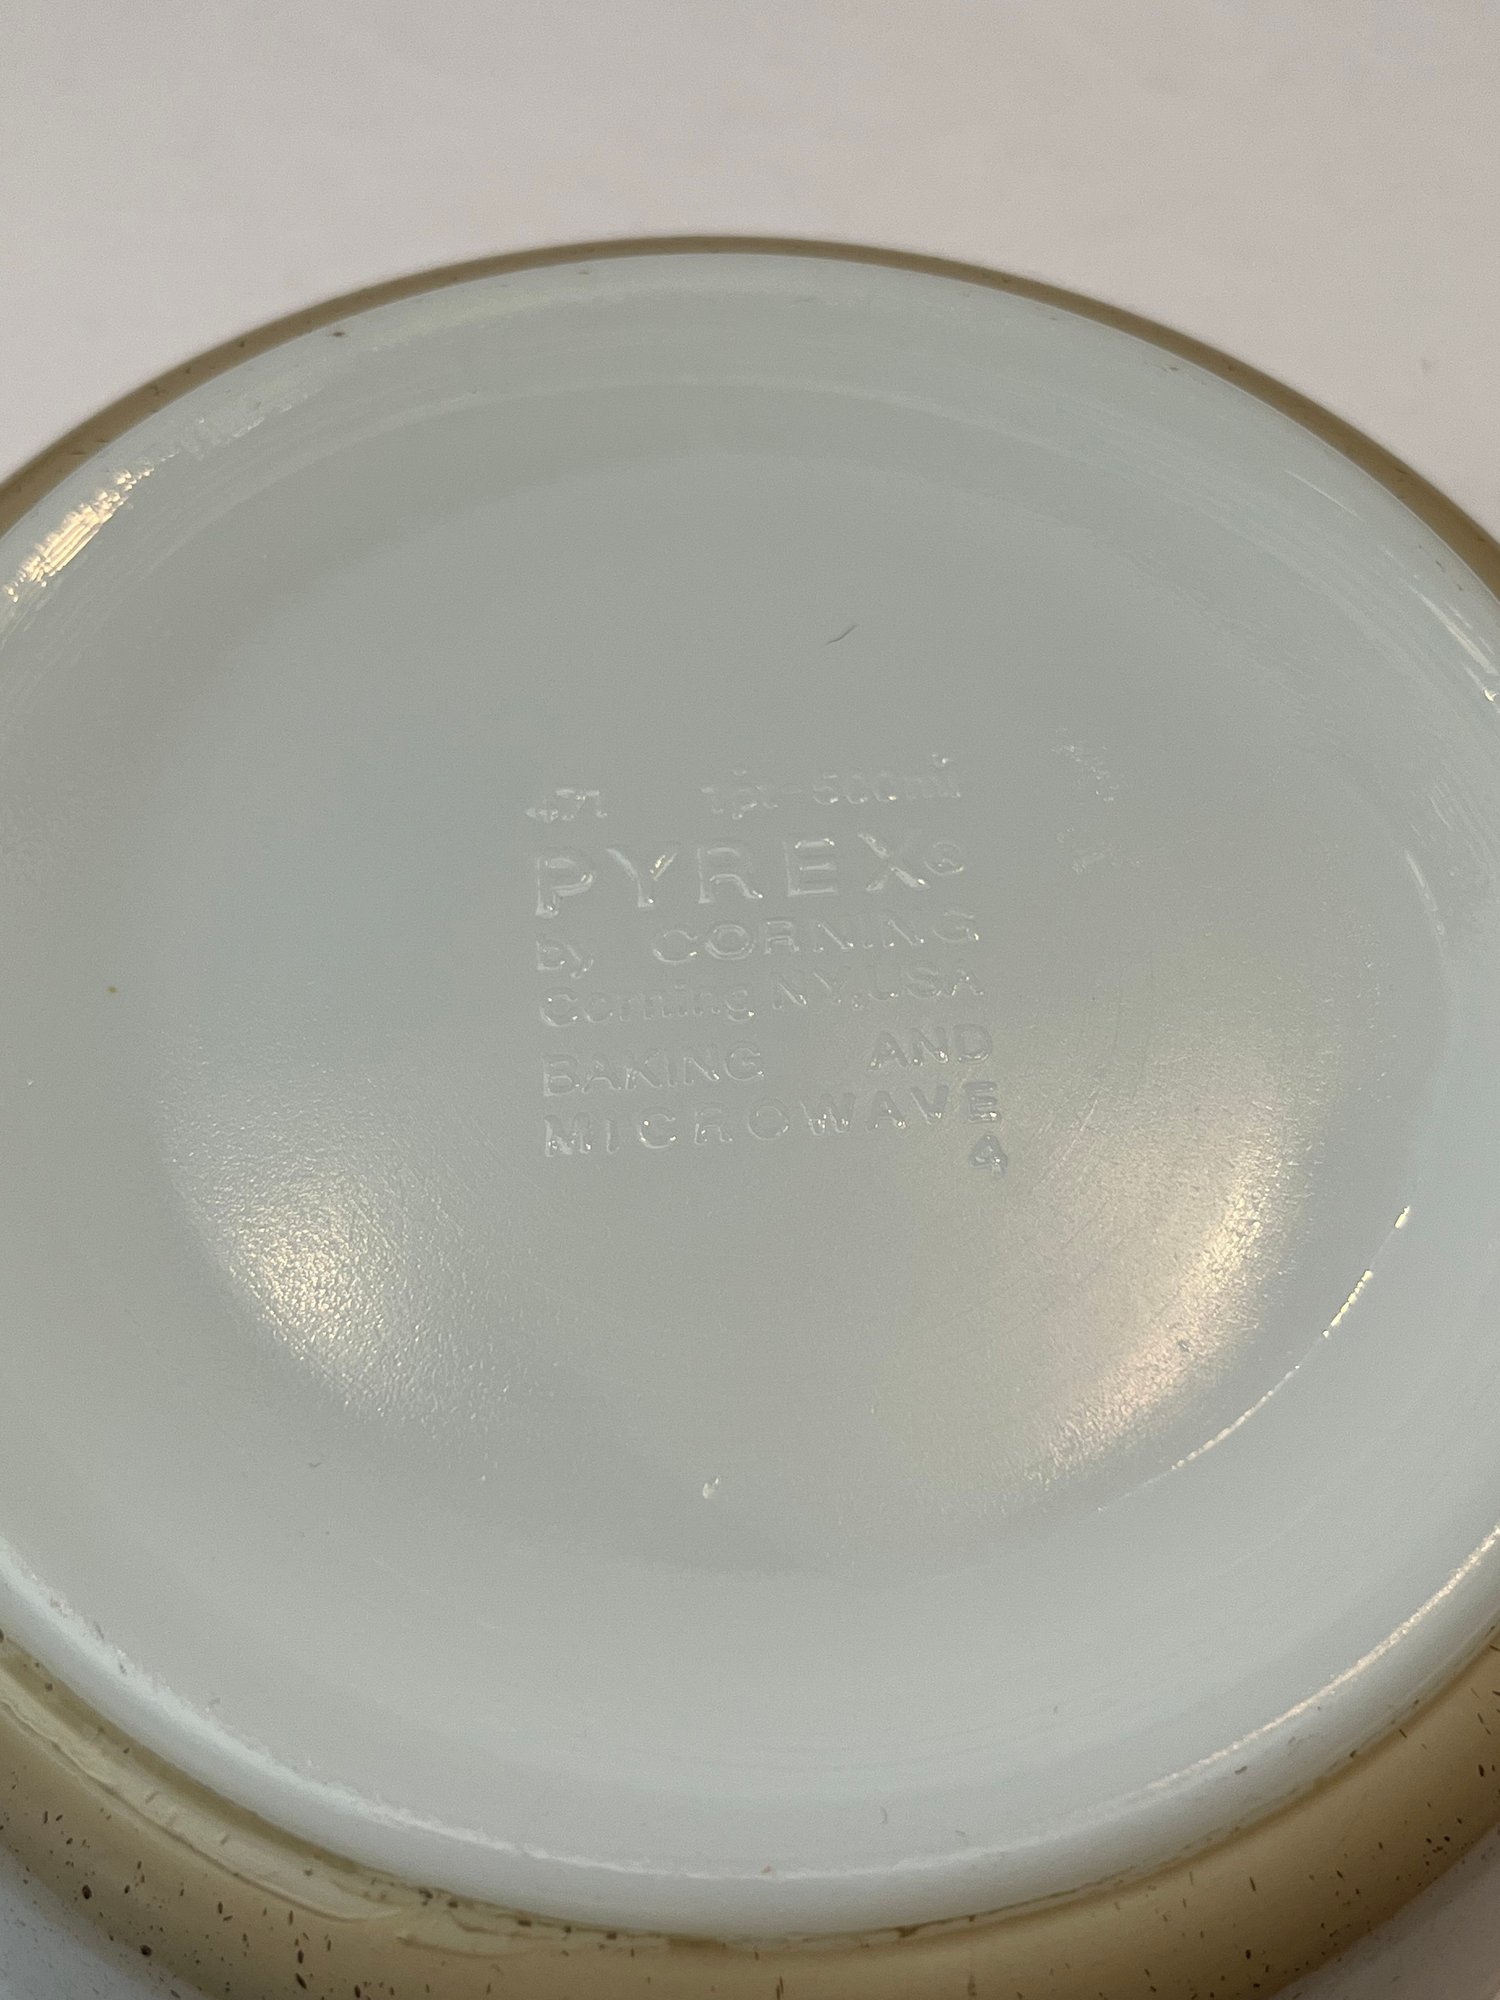 471 1pt-500ml
PYREX®
by CORNING
Corning NY, USA
BAKING AND
MICROWAVE
4